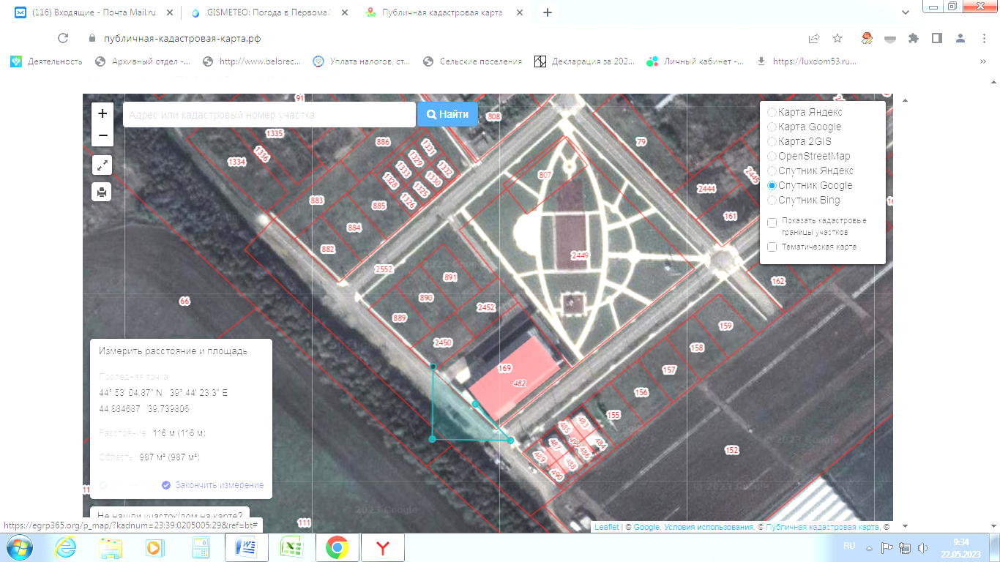 (116) Входящие - Почта Mail.ru
GISMETEO: Погода в Первомай
Публичная кадастровая карта
публичная-кадастровая-карта.рф
Деятельность
Архивный отдел -...
http://www.belorec...
Уплата налогов, ст...
Сельские поселения
Декларация за 202...
Личный кабинет -...
https://luxdom53.ru...
»
+
−
Адрес или кадастровый номер участка
Найти
Карта Яндекс
Карта Google
Карта 2GIS
OpenStreetMap
Спутник Яндекс
Спутник Google
Спутник Bing
Показать кадастровые
границы участков
Тематическая карта
91
808
79
1335
1336
1334
886
1331
1329
1332
1333
1330
1328
1325
1326
807
2445
2444
161
883
885
884
882
2552
2449
891
890
889
2452
2450
162
66
159
158
157
156
155
169
482
483
485
484
499
486
487
488
489
490
152
111
Измерить расстояние и площадь
Последняя точка
44° 53' 04.87" N / 39° 44' 23.3" E
44.884687 / 39.739806
Расстояние 116 м (116 м)
Область 987 м² (987 м²)
Закончить измерение
Не нашли участок/дом на карте?
https://egrp365.org/p_map/?kadnum=23:39:0205005:29&ref=bt#
© 2023 Google
© 2023 Google
Leaflet | © Google, Условия использования, © Публичная кадастровая карта, ©
RU
9:34
22.05.2023